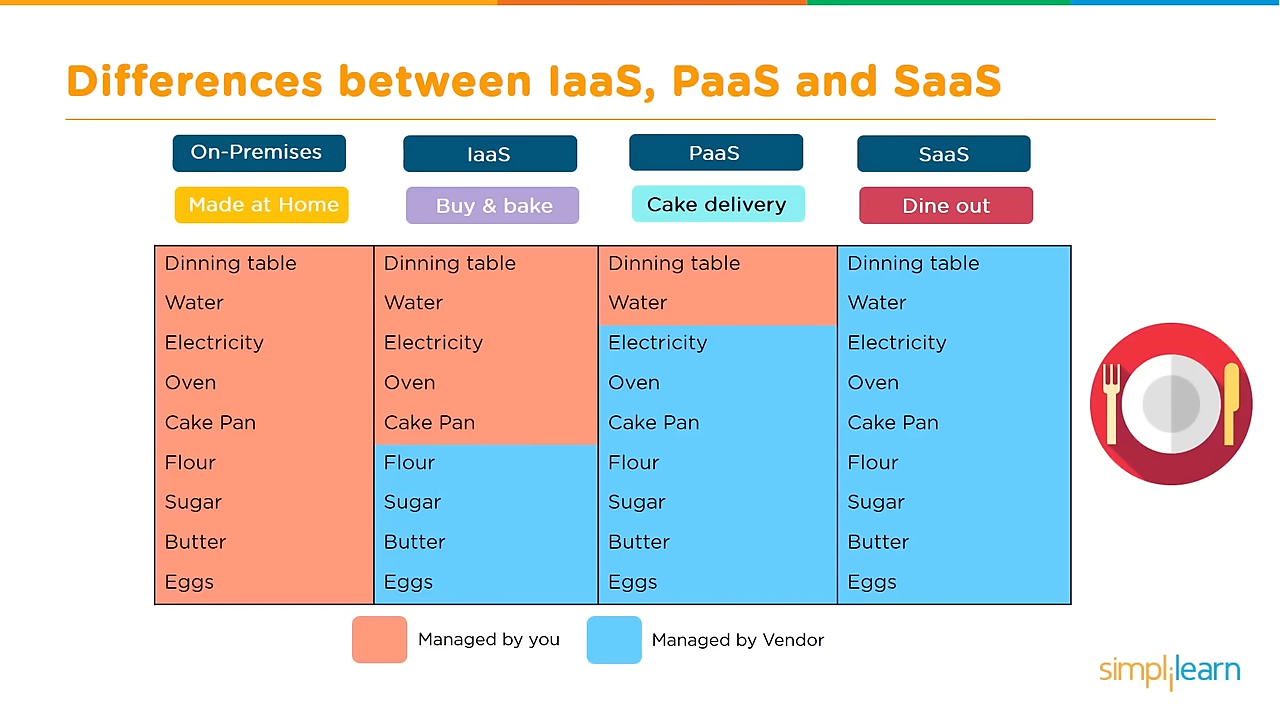 Differences between IaaS, PaaS and SaaS
On-Premises IaaS PaaS SaaS
Made at Home Buy & bake Cake delivery Dine out
Dinning table Dinning table Dinning table Dinning table
Water Water Water Water
Electricity Electricity Electricity Electricity
Oven Oven Oven Oven
Cake Pan Cake Pan Cake Pan Cake Pan
Flour Flour Flour Flour
Sugar Sugar Sugar Sugar
Butter Butter Butter Butter
Eggs Eggs Eggs Eggs
Managed by you Managed by Vendor
simplilearn